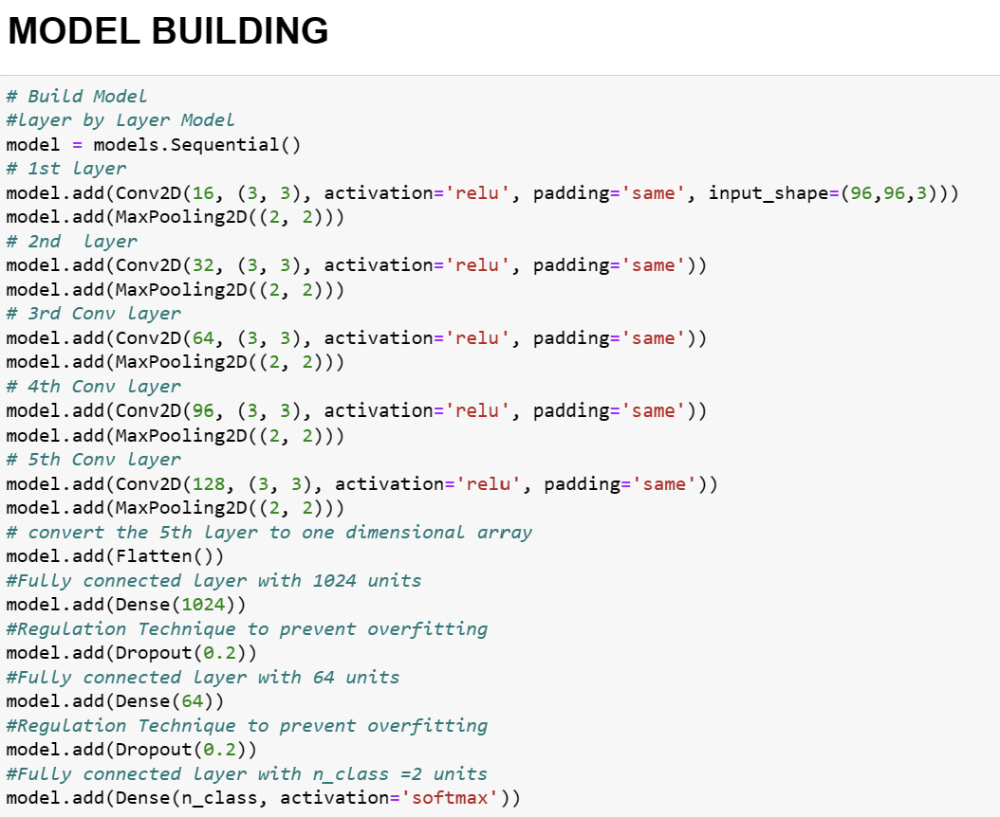 MODEL BUILDING
# Build Model
#layer by Layer Model
model = models.Sequential()
# 1st layer
model.add(Conv2D(16, (3, 3), activation='relu', padding='same', input_shape=(96,96,3)))
model.add(MaxPooling2D((2, 2)))
# 2nd  layer
model.add(Conv2D(32, (3, 3), activation='relu', padding='same'))
model.add(MaxPooling2D((2, 2)))
# 3rd Conv layer
model.add(Conv2D(64, (3, 3), activation='relu', padding='same'))
model.add(MaxPooling2D((2, 2)))
# 4th Conv layer
model.add(Conv2D(96, (3, 3), activation='relu', padding='same'))
model.add(MaxPooling2D((2, 2)))
# 5th Conv layer
model.add(Conv2D(128, (3, 3), activation='relu', padding='same'))
model.add(MaxPooling2D((2, 2)))
# convert the 5th layer to one dimensional array
model.add(Flatten())
#Fully connected layer with 1024 units
model.add(Dense(1024))
#Regulation Technique to prevent overfitting
model.add(Dropout(0.2))
#Fully connected layer with 64 units
model.add(Dense(64))
#Regulation Technique to prevent overfitting
model.add(Dropout(0.2))
#Fully connected layer with n_class =2 units
model.add(Dense(n_class, activation='softmax'))